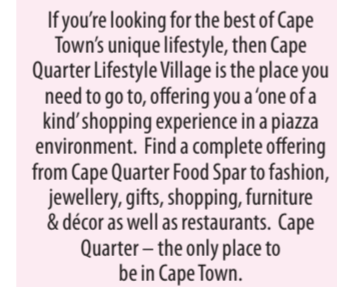 If you're looking for the best of Cape
Town's unique lifestyle, then Cape
Quarter Lifestyle Village is the place you
need to go to, offering you a 'one of a
kind' shopping experience in a piazza
environment.  Find a complete offering
from Cape Quarter Food Spar to fashion,
jewellery, gifts, shopping, furniture
& décor as well as restaurants.  Cape
Quarter – the only place to
be in Cape Town.